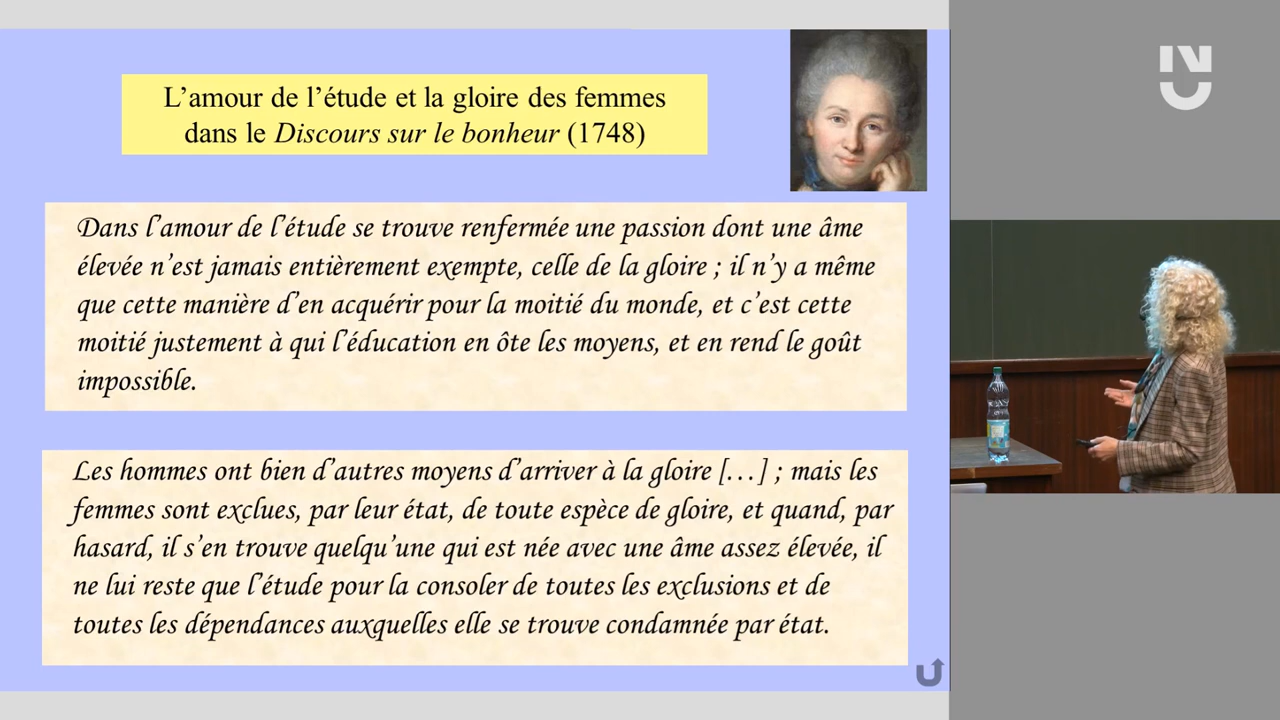 L’amour de l’étude et la gloire des femmes
dans le Discours sur le bonheur (1748)
Dans l’amour de l’étude se trouve renfermée une passion dont une âme
élevée n’est jamais entièrement exempte, celle de la gloire ; il n’y a même
que cette manière d’en acquérir pour la moitié du monde, et c’est cette
moitié justement à qui l’éducation en ôte les moyens, et en rend le goût
impossible.
Les hommes ont bien d’autres moyens d’arriver à la gloire […] ; mais les
femmes sont exclues, par leur état, de toute espèce de gloire, et quand, par
hasard, il s’en trouve quelqu’une qui est née avec une âme assez élevée, il
ne lui reste que l’étude pour la consoler de toutes les exclusions et de
toutes les dépendances auxquelles elle se trouve condamnée par état.